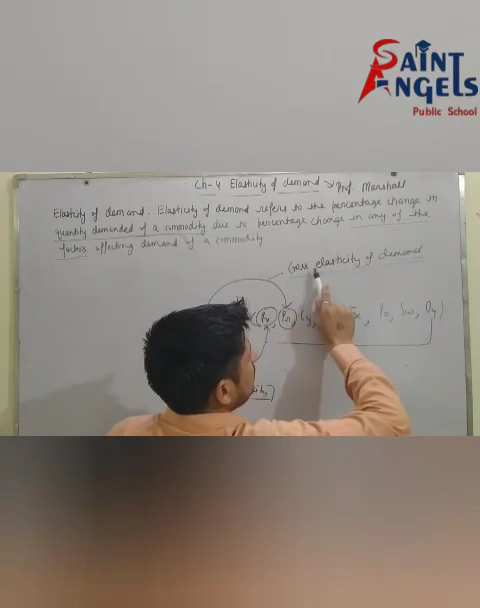 SAINT
ANGELS
Public School
Ch-4 Elasticity of demand → Prof. Marshall
Elasticity of demand. Elasticity of demand refers to the percentage change in
quantity demanded of a commodity due to percentage change in any of the
factors affecting demand of a commodity
Cross elasticity of demand